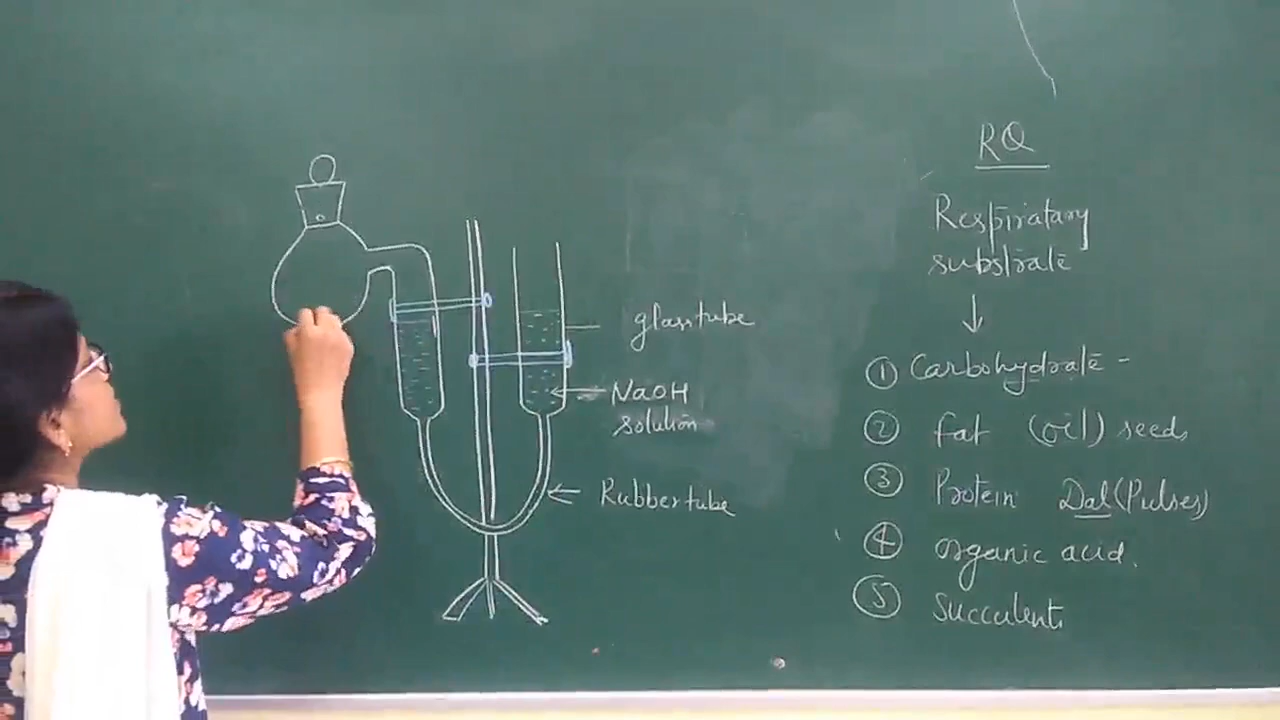 RQ
Respiratary
substrate
① Carbohydrate -
② fat (oil) seeds
③ Protein Dal (Pulses)
④ organic acid.
⑤ Succulent
glasstube
NaOH
solution
Rubbertube